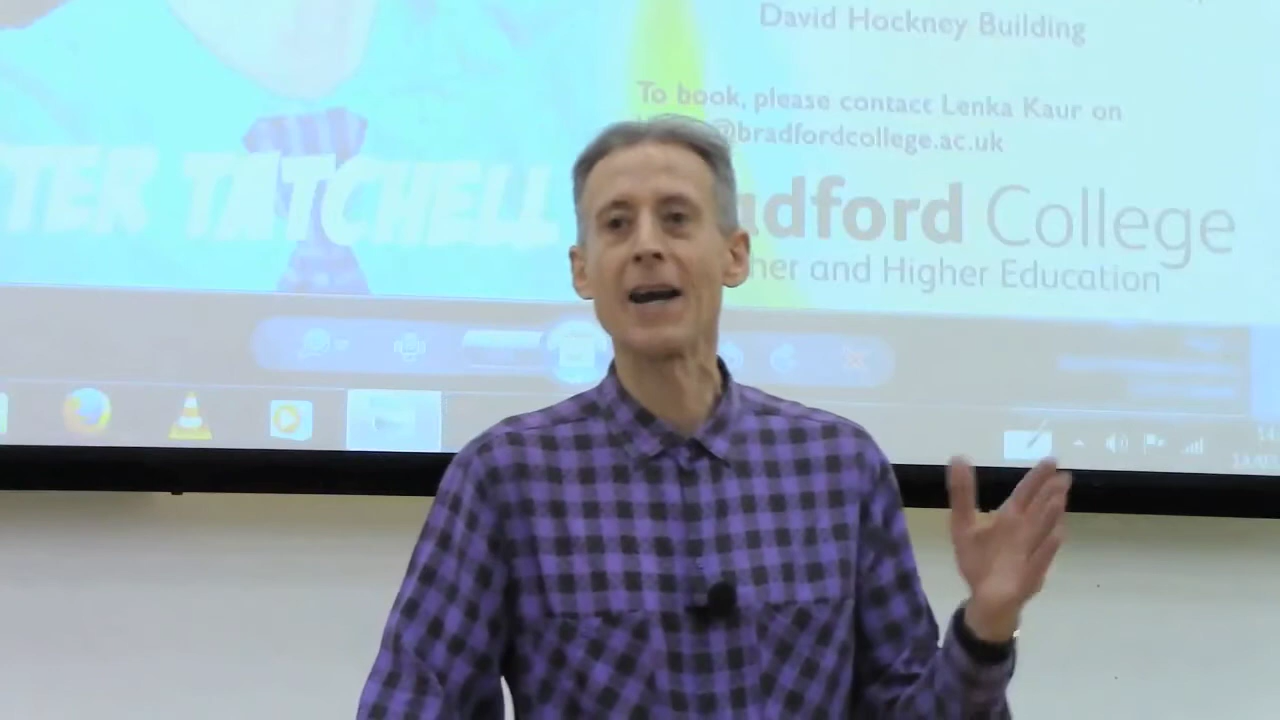 David Hockney Building
To book, please contact Lenka Kaur on
@bradfordcollege.ac.uk
TER TATCHELL
adford College
her and Higher Education